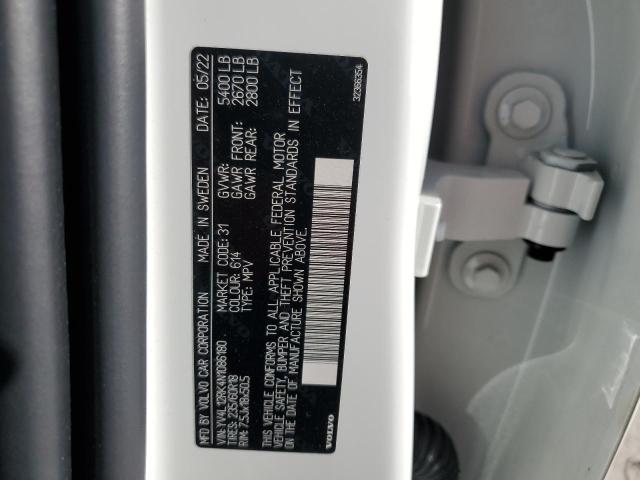 MFD BY VOLVO CAR CORPORATION MADE IN SWEDEN DATE: 05/22
VIN: YV4L12RK4N1086180 MARKET CODE: 31 GVWR: 5400 LB
TIRES: 235/60R18 COLOUR: 614 GAWR FRONT: 2670 LB
RIM: 7.5Jx18x50.5 TYPE: MPV GAWR REAR: 2800 LB
THIS VEHICLE CONFORMS TO ALL APPLICABLE FEDERAL MOTOR
VEHICLE SAFETY, BUMPER AND THEFT PREVENTION STANDARDS IN EFFECT
ON THE DATE OF MANUFACTURE SHOWN ABOVE.
VOLVO 32366354